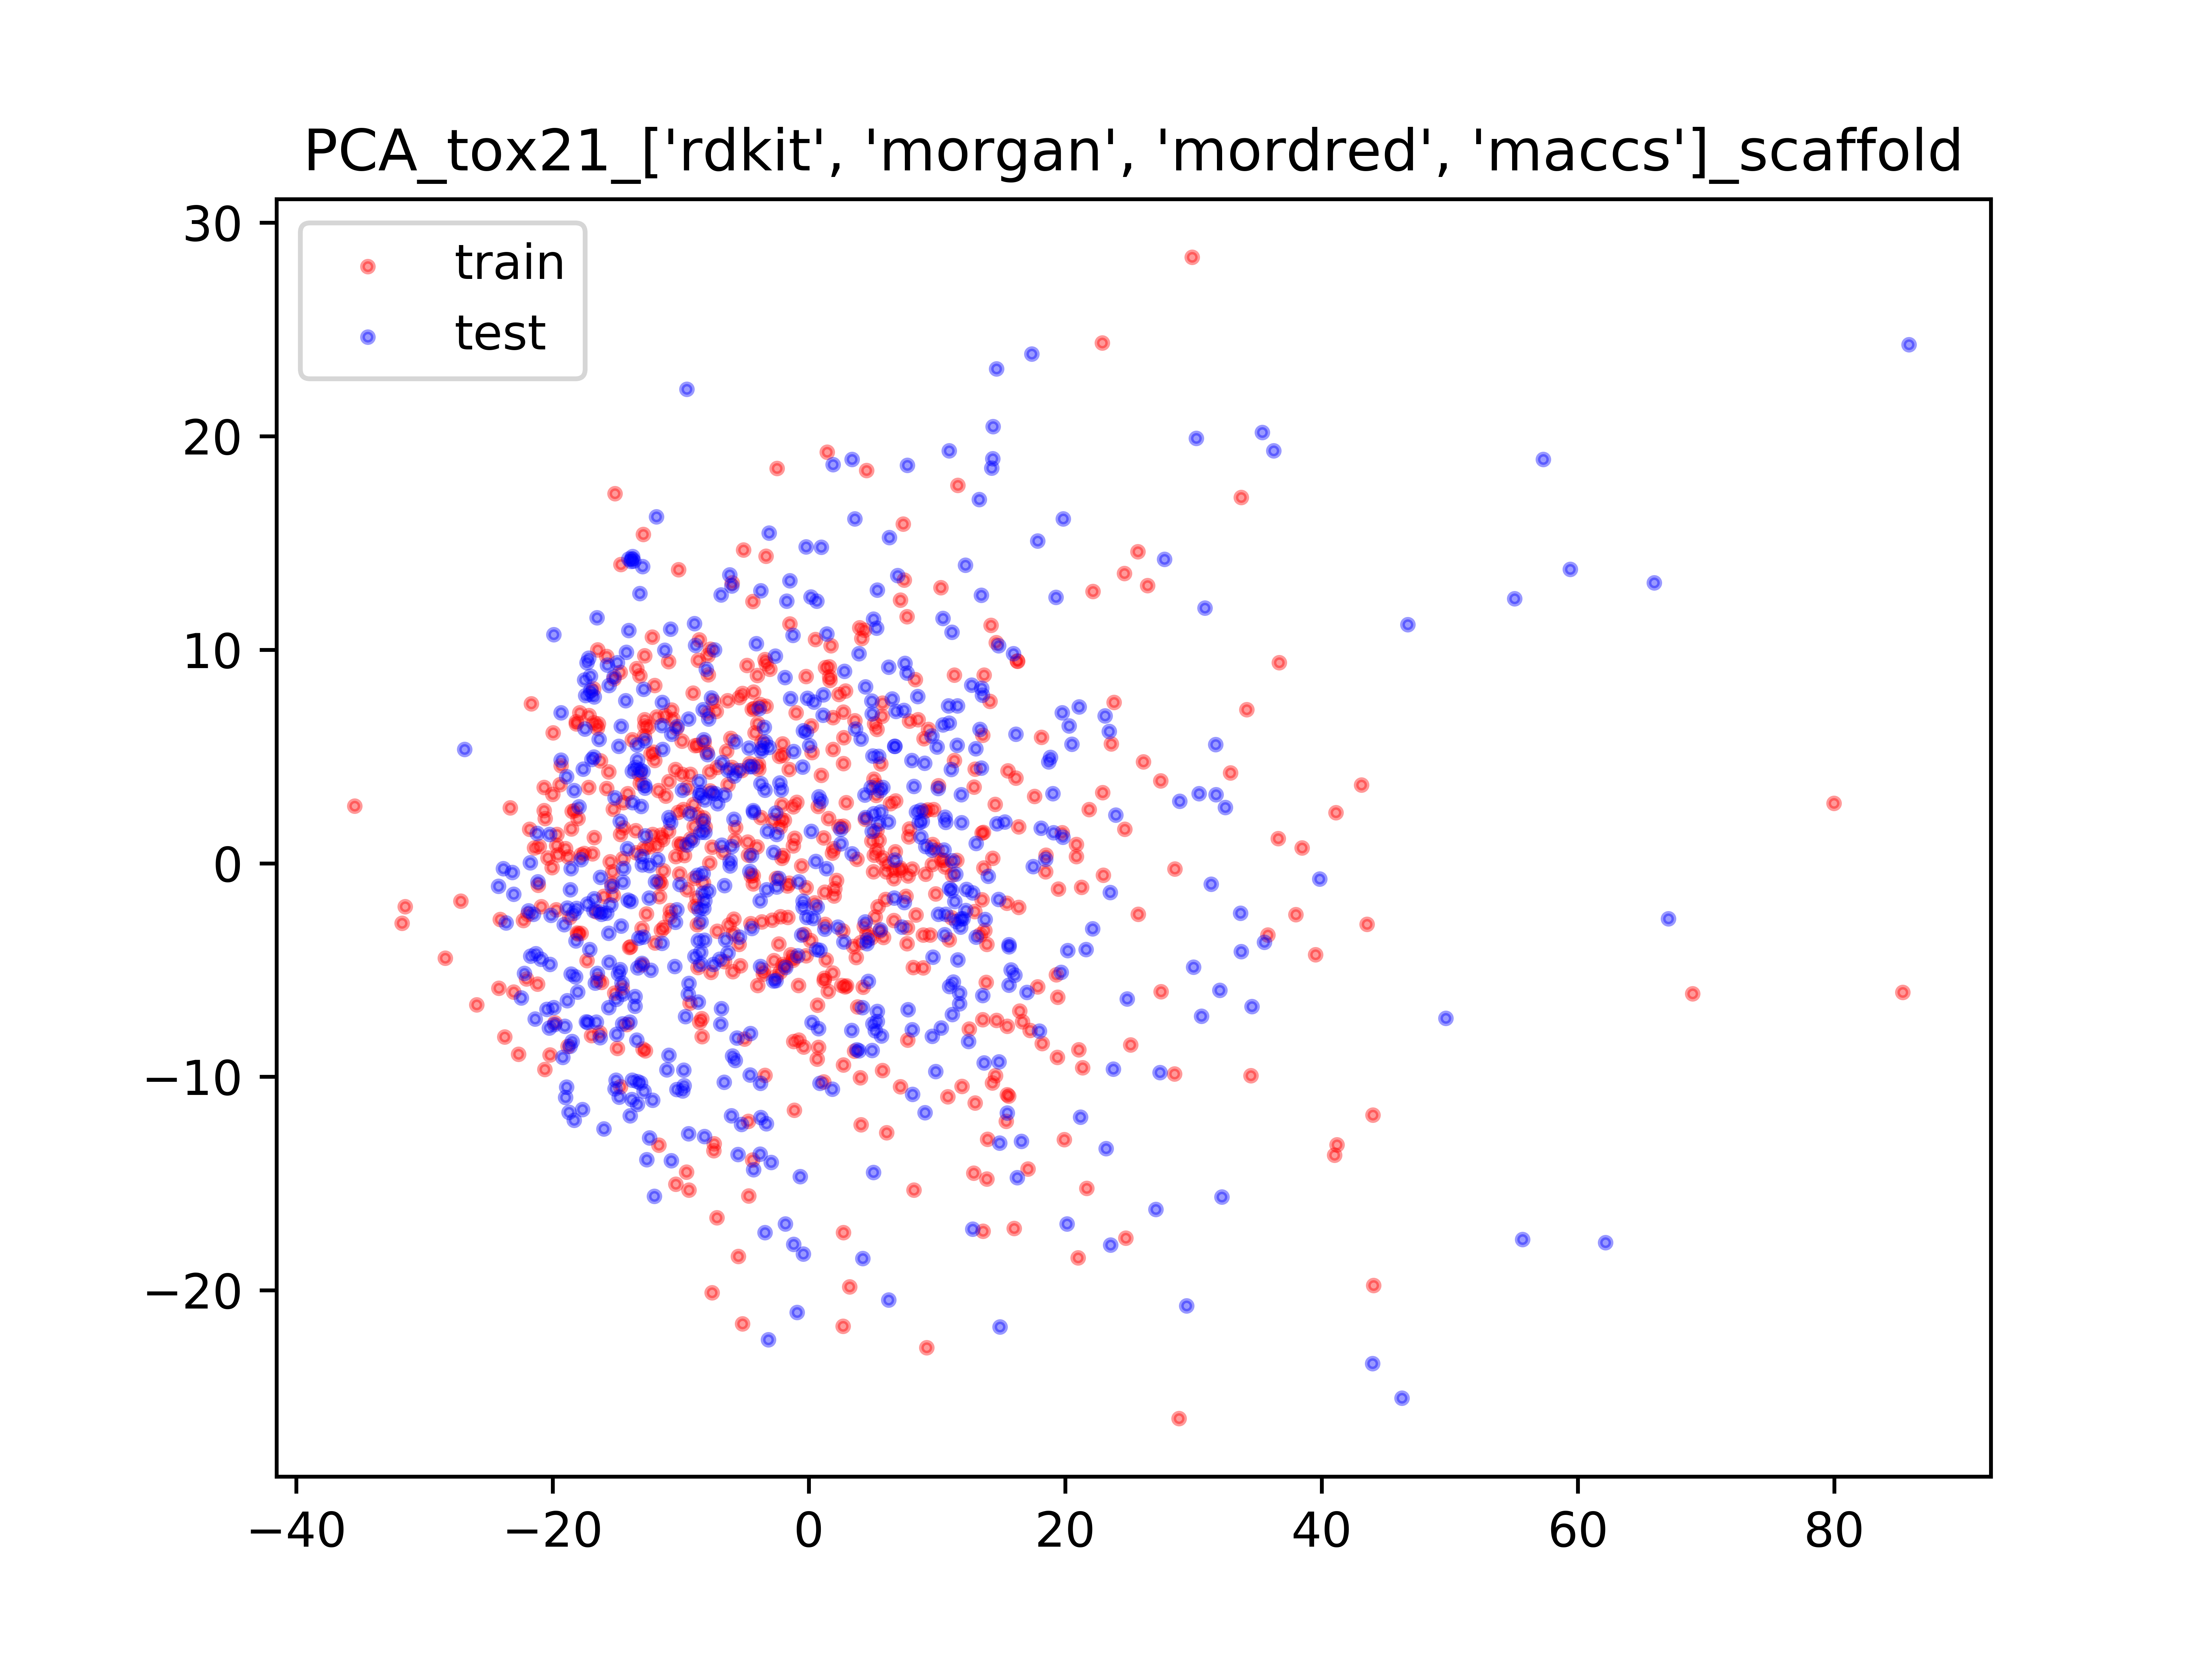 PCA_tox21_['rdkit', 'morgan', 'mordred', 'maccs']_scaffold
train
test
30
20
10
0
−10
−20
−40 −20 0 20 40 60 80